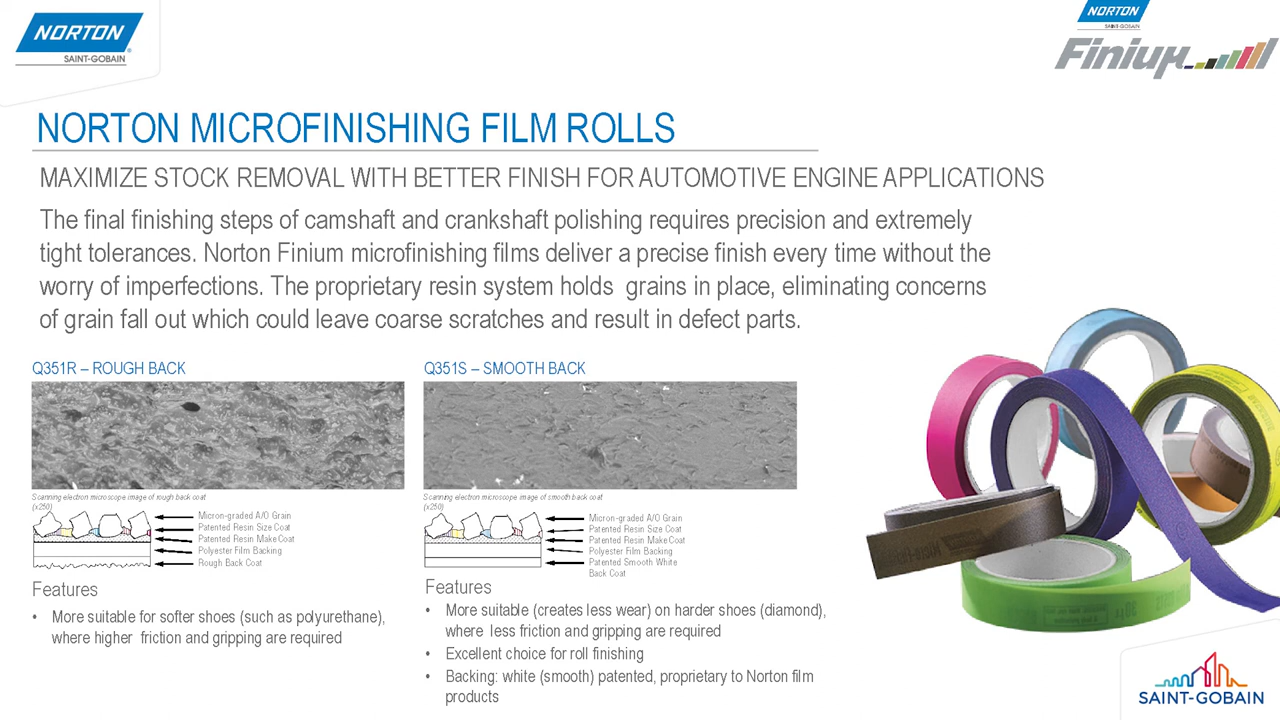 NORTON
SAINT-GOBAIN
NORTON
SAINT-GOBAIN
Finium
NORTON MICROFINISHING FILM ROLLS
MAXIMIZE STOCK REMOVAL WITH BETTER FINISH FOR AUTOMOTIVE ENGINE APPLICATIONS
The final finishing steps of camshaft and crankshaft polishing requires precision and extremely
tight tolerances. Norton Finium microfinishing films deliver a precise finish every time without the
worry of imperfections. The proprietary resin system holds grains in place, eliminating concerns
of grain fall out which could leave coarse scratches and result in defect parts.
Q351R – ROUGH BACK
Scanning electron microscope image of rough back coat
(x250)
Micron-graded A/O Grain
Patented Resin Size Coat
Patented Resin Make Coat
Polyester Film Backing
Rough Back Coat
Features
• More suitable for softer shoes (such as polyurethane),
where higher friction and gripping are required
Q351S – SMOOTH BACK
Scanning electron microscope image of smooth back coat
(x250)
Micron-graded A/O Grain
Patented Resin Size Coat
Patented Resin Make Coat
Polyester Film Backing
Patented Smooth White
Back Coat
Features
• More suitable (creates less wear) on harder shoes (diamond),
where less friction and gripping are required
• Excellent choice for roll finishing
• Backing: white (smooth) patented, proprietary to Norton film
products
SAINT-GOBAIN